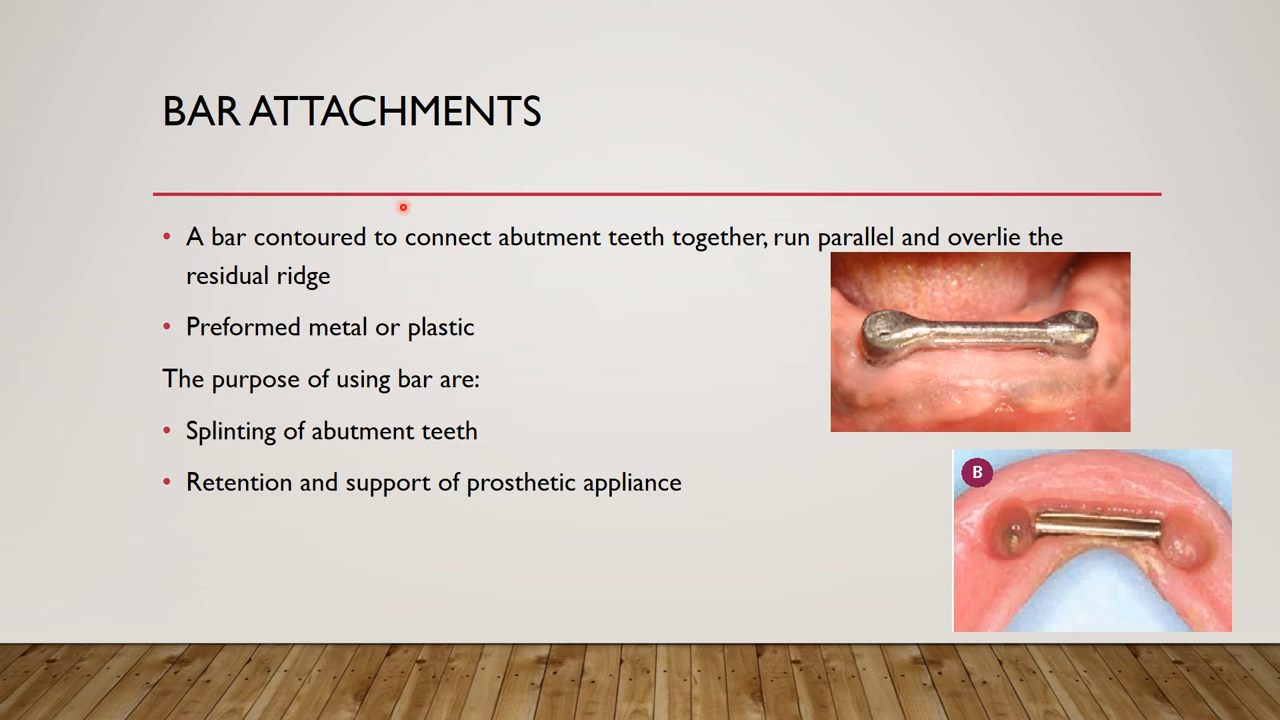 BAR ATTACHMENTS
• A bar contoured to connect abutment teeth together, run parallel and overlie the
residual ridge
• Preformed metal or plastic
The purpose of using bar are:
• Splinting of abutment teeth
• Retention and support of prosthetic appliance
B